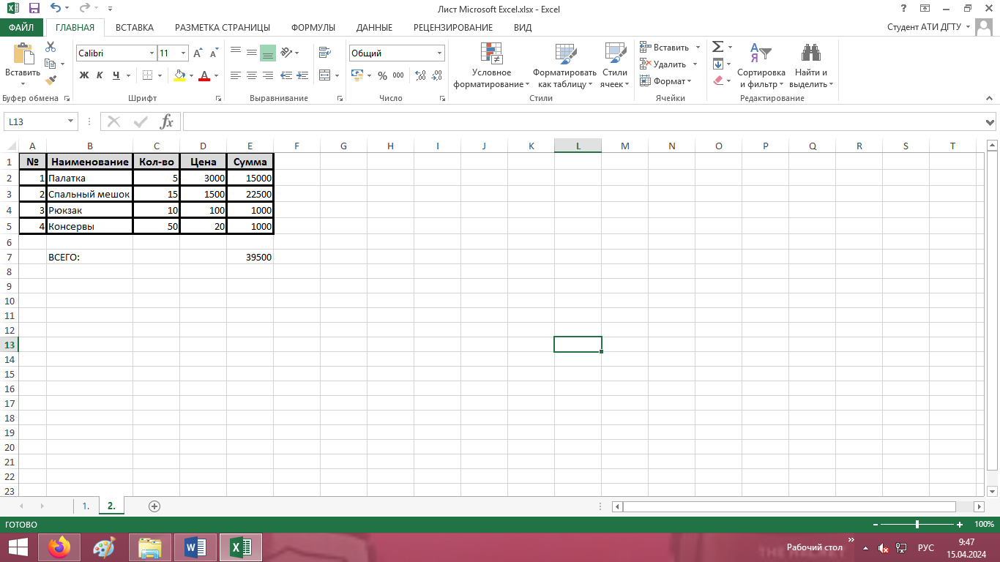 Лист Microsoft Excel.xlsx - Excel
ФАЙЛ ГЛАВНАЯ ВСТАВКА РАЗМЕТКА СТРАНИЦЫ ФОРМУЛЫ ДАННЫЕ РЕЦЕНЗИРОВАНИЕ ВИД Студент АТИ ДГТУ
Вставить
Буфер обмена
Calibri 11
Ж К Ч
Шрифт
Выравнивание
Общий
% 000
Число
Условное форматирование
Форматировать как таблицу
Стили ячеек
Стили
Вставить
Удалить
Формат
Ячейки
Сортировка и фильтр
Найти и выделить
Редактирование
L13 fx
A B C D E F G H I J K L M N O P Q R S T
1 № Наименование Кол-во Цена Сумма
2 1 Палатка 5 3000 15000
3 2 Спальный мешок 15 1500 22500
4 3 Рюкзак 10 100 1000
5 4 Консервы 50 20 1000
6
7 ВСЕГО: 39500
8
9
10
11
12
13
14
15
16
17
18
19
20
21
22
23
1. 2.
ГОТОВО 100%
Рабочий стол РУС 9:47
15.04.2024